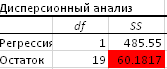 Дисперсионный анализ
df SS
Регрессия 1 485.55
Остаток 19 60.1817